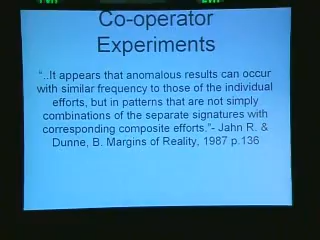 Co-operator
Experiments
"..It appears that anomalous results can occur
with similar frequency to those of the individual
efforts, but in patterns that are not simply
combinations of the separate signatures with
corresponding composite efforts."- Jahn R. &
Dunne, B. Margins of Reality, 1987 p.136